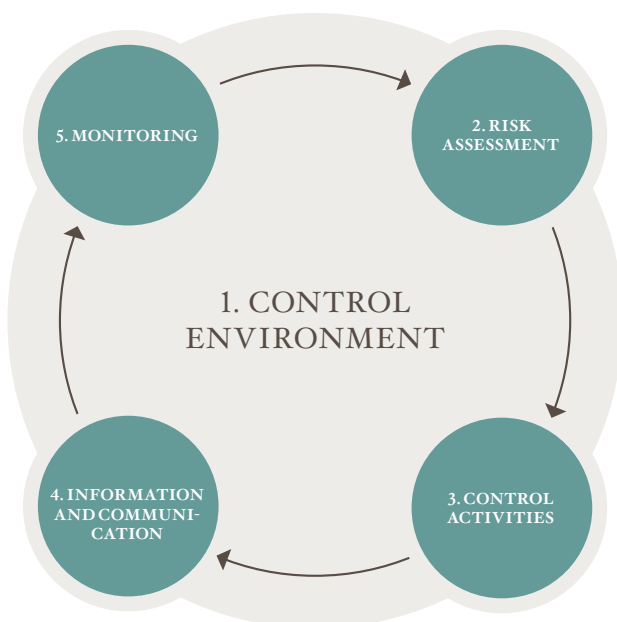 1. CONTROL
ENVIRONMENT
2. RISK
ASSESSMENT
3. CONTROL
ACTIVITIES
4. INFORMATION
AND COMMUNI-
CATION
5. MONITORING